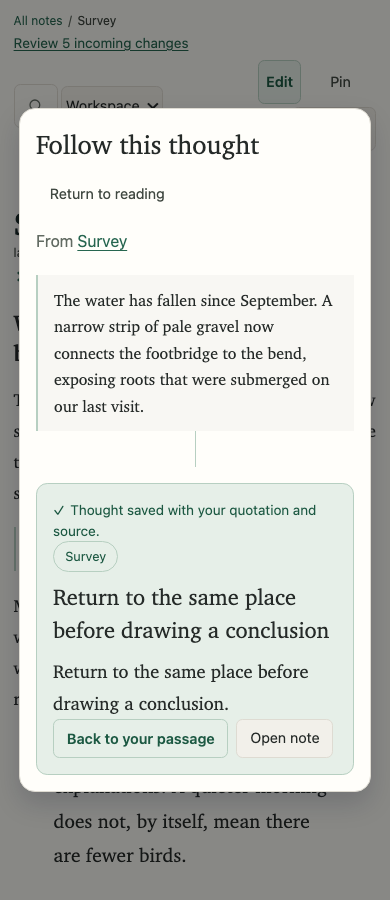 All notes / Survey
Review 5 incoming changes
Edit
Pin
Workspace
Follow this thought
Return to reading
From Survey
The water has fallen since September. A
narrow strip of pale gravel now
connects the footbridge to the bend,
exposing roots that were submerged on
our last visit.
✓ Thought saved with your quotation and
source.
Survey
Return to the same place
before drawing a conclusion
Return to the same place before
drawing a conclusion.
Back to your passage
Open note
does not, by itself, mean there
are fewer birds.